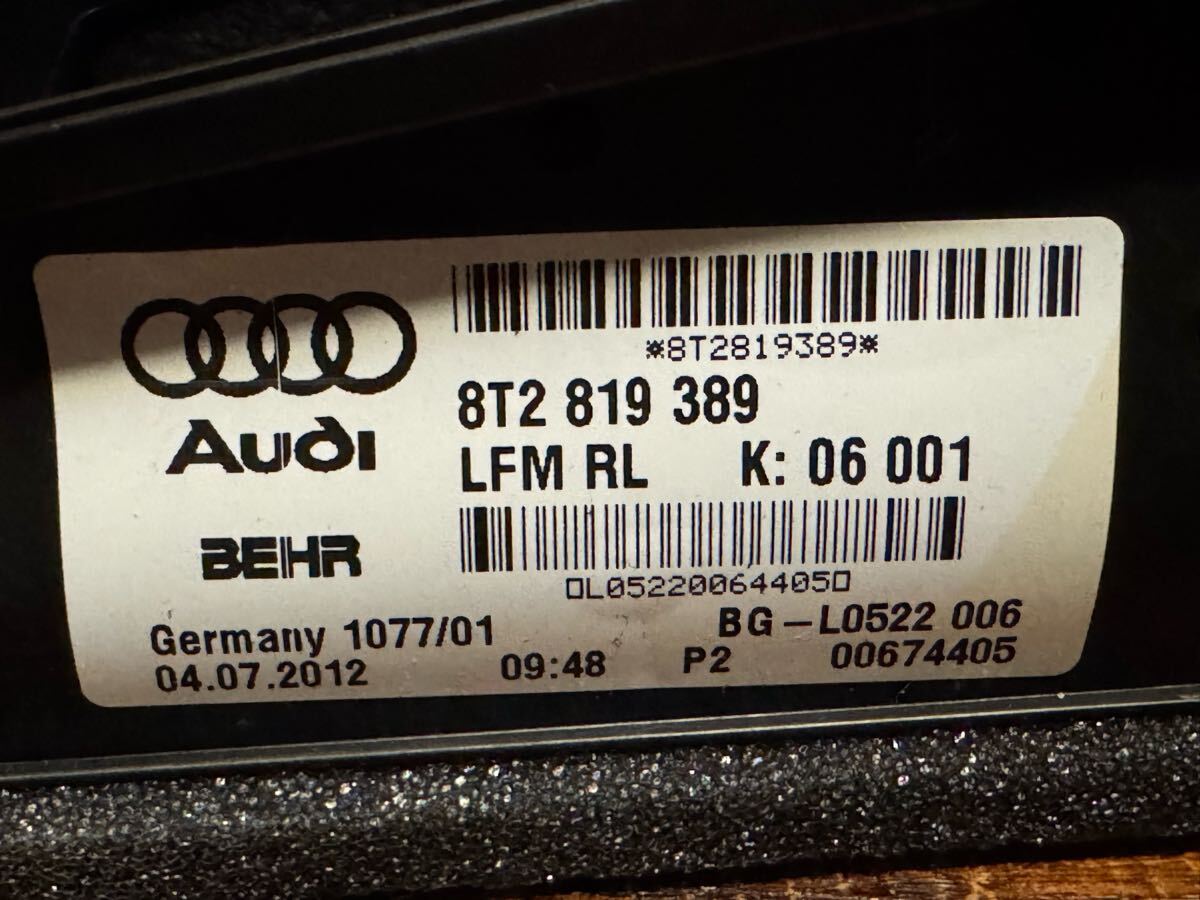 *8T2819389*
8T2 819 389
Audi
LFM RL K: 06 001
BEHR
▯L05220064405▯
Germany 1077/01
BG-L0522 006
04.07.2012 09:48 P2 00674405